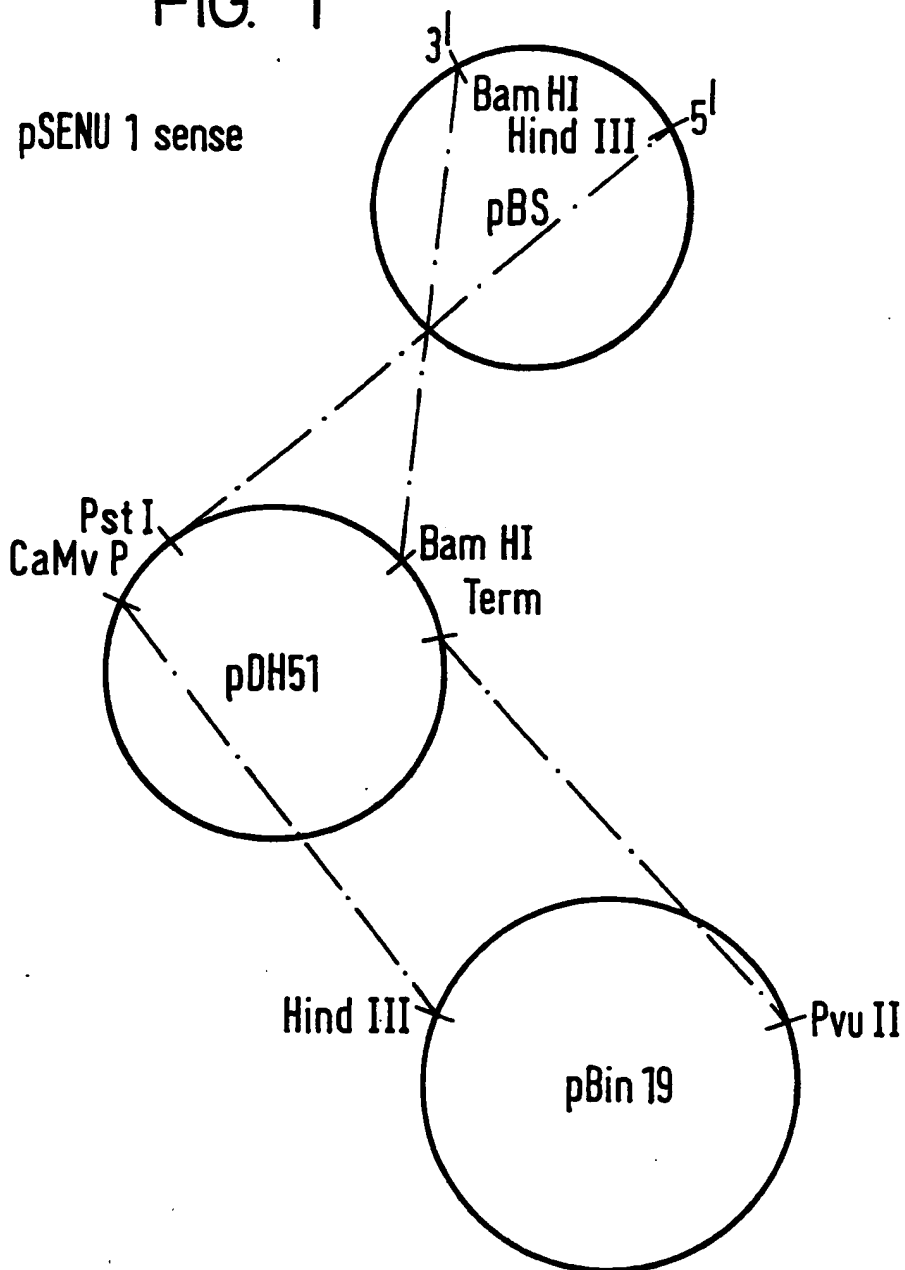 FIG. 1
3'
Bam HI
pSENU 1 sense
Hind III
5'
pBS
Pst I
CaMv P
Bam HI
Term
pDH51
Hind III
Pvu II
pBin 19